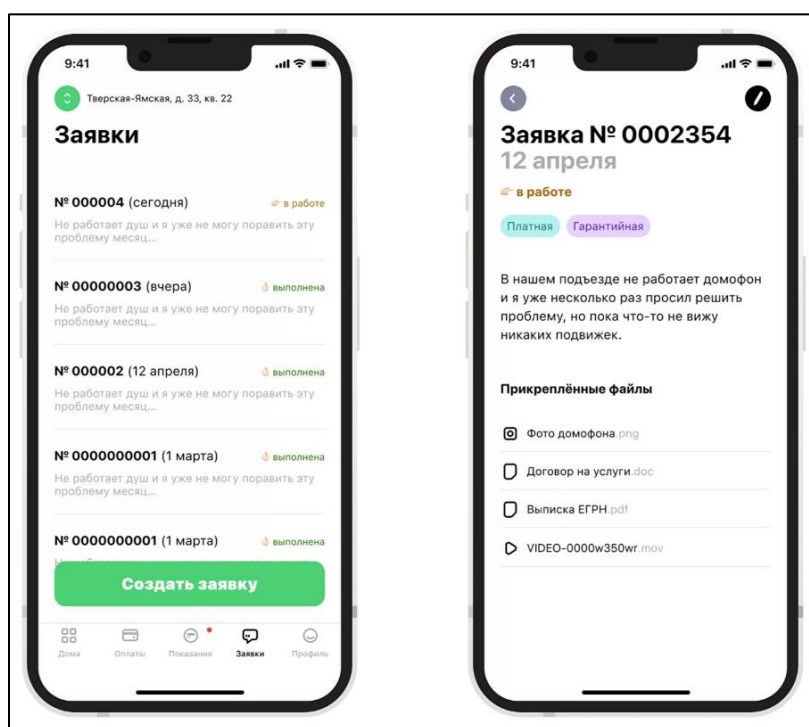 9:41
Тверская-Ямская, д. 33, кв. 22
Заявки
№ 000004 (сегодня) в работе
Не работает душ и я уже не могу поравить эту
проблему месяц...
№ 00000003 (вчера) выполнена
Не работает душ и я уже не могу поравить эту
проблему месяц...
№ 000002 (12 апреля) выполнена
Не работает душ и я уже не могу поравить эту
проблему месяц...
№ 0000000001 (1 марта) выполнена
Не работает душ и я уже не могу поравить эту
проблему месяц...
№ 0000000001 (1 марта) выполнена
Создать заявку
Дома Оплаты Показания Заявки Профиль
9:41
Заявка № 0002354
12 апреля
в работе
Платная Гарантийная
В нашем подъезде не работает домофон
и я уже несколько раз просил решить
проблему, но пока что-то не вижу
никаких подвижек.
Прикреплённые файлы
Фото домофона.png
Договор на услуги.doc
Выписка ЕГРН.pdf
VIDEO-0000w350wr.mov